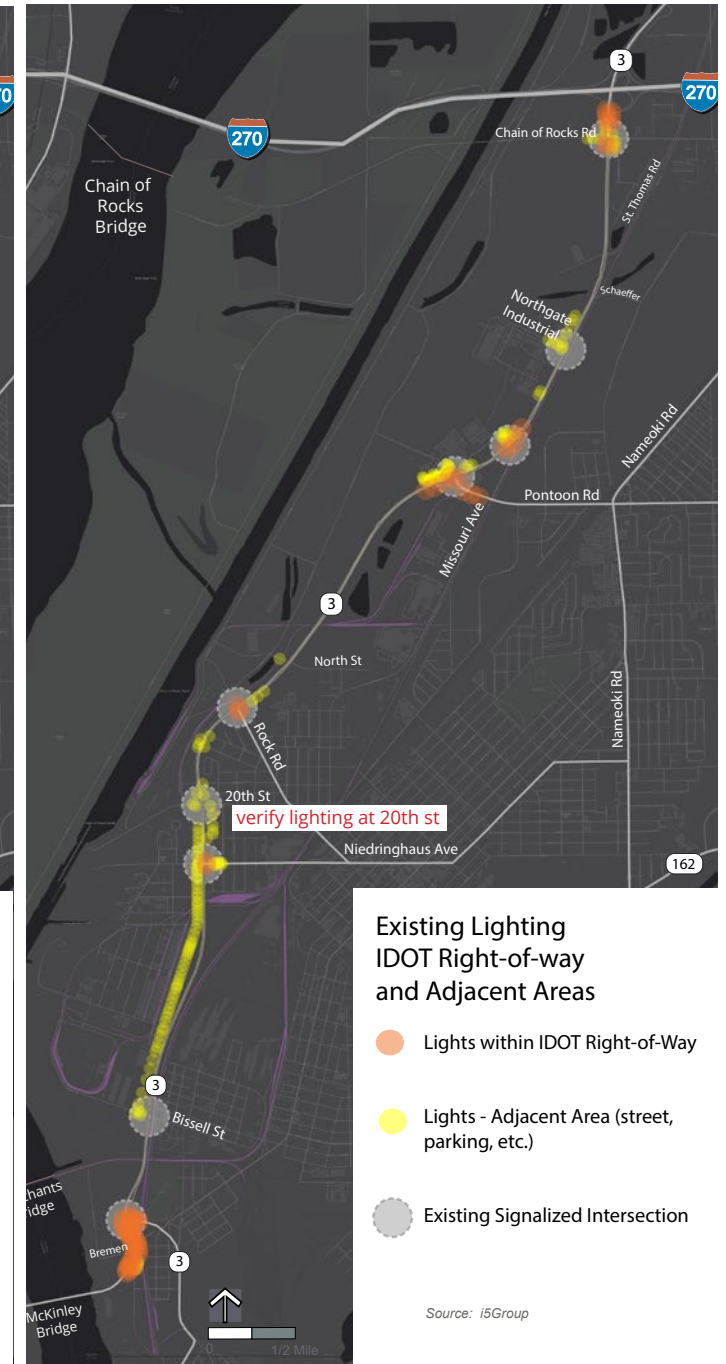 3
70
270
270
Chain of Rocks Rd
St. Thomas Rd
Chain of
Rocks
Bridge
Schaeffer
Northgate
Industrial
Nameoki Rd
Pontoon Rd
Missouri Ave
3
North St
Nameoki Rd
Rock Rd
20th St
verify lighting at 20th st
Niedringhaus Ave
162
Existing Lighting
IDOT Right-of-way
and Adjacent Areas
Lights within IDOT Right-of-Way
Lights - Adjacent Area (street,
parking, etc.)
Existing Signalized Intersection
Source: i5Group
3
Bissell St
hants
idge
Bremen
3
McKinley
Bridge
0
1/2 Mile